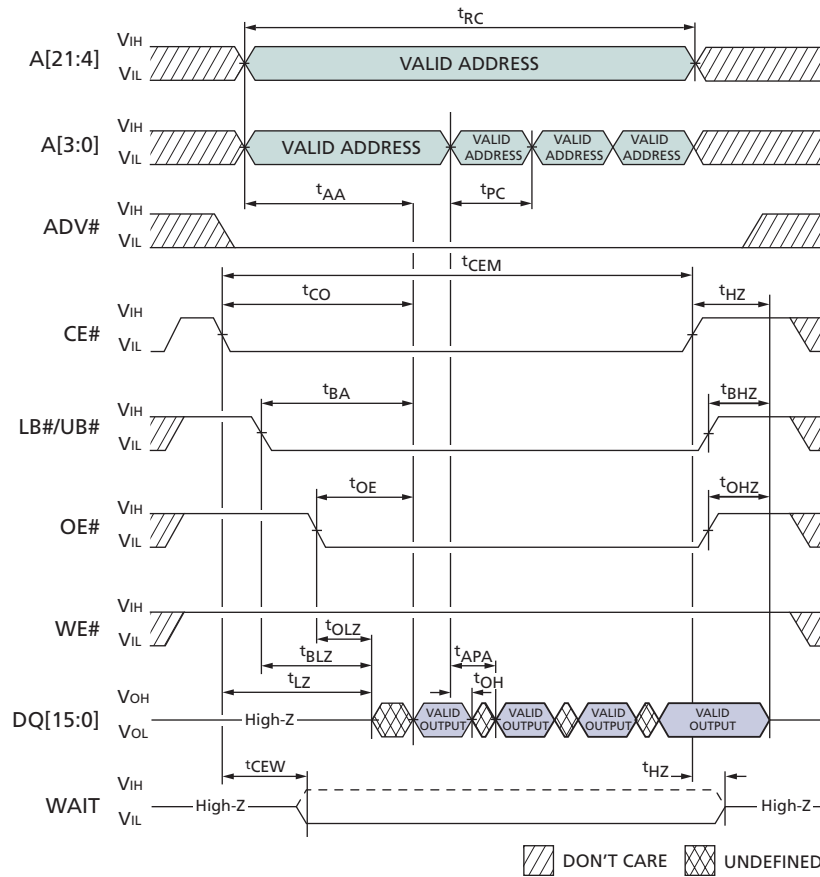 tRC
VIH
A[21:4]
VALID ADDRESS
VIL
VIH
A[3:0]
VALID ADDRESS
VALID ADDRESS
VALID ADDRESS
VALID ADDRESS
VIL
tAA
tPC
VIH
ADV#
VIL
tCEM
tCO
tHZ
VIH
CE#
VIL
tBA
tBHZ
VIH
LB#/UB#
VIL
tOE
tOHZ
VIH
OE#
VIL
VIH
WE#
VIL
tOLZ
tBLZ
tAPA
tLZ
tOH
VOH
DQ[15:0]
High-Z
VALID OUTPUT
VALID OUTPUT
VALID OUTPUT
VALID OUTPUT
VOL
tCEW
tHZ
VIH
WAIT
High-Z
High-Z
VIL
DON'T CARE
UNDEFINED